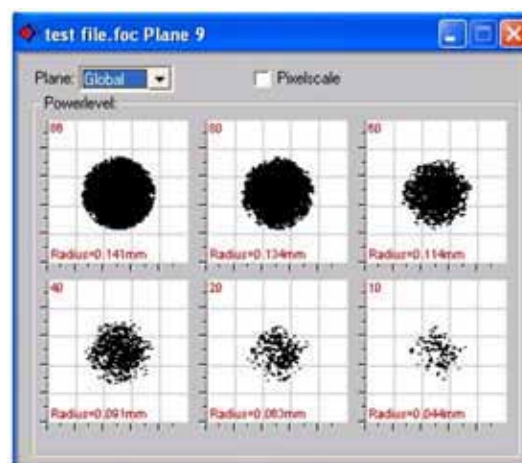 test file.foc Plane 9
Plane: Global
Pixelscale
Powerlevel:
86
80
60
Radius=0.141mm
Radius=0.134mm
Radius=0.114mm
40
20
10
Radius=0.091mm
Radius=0.063mm
Radius=0.044mm